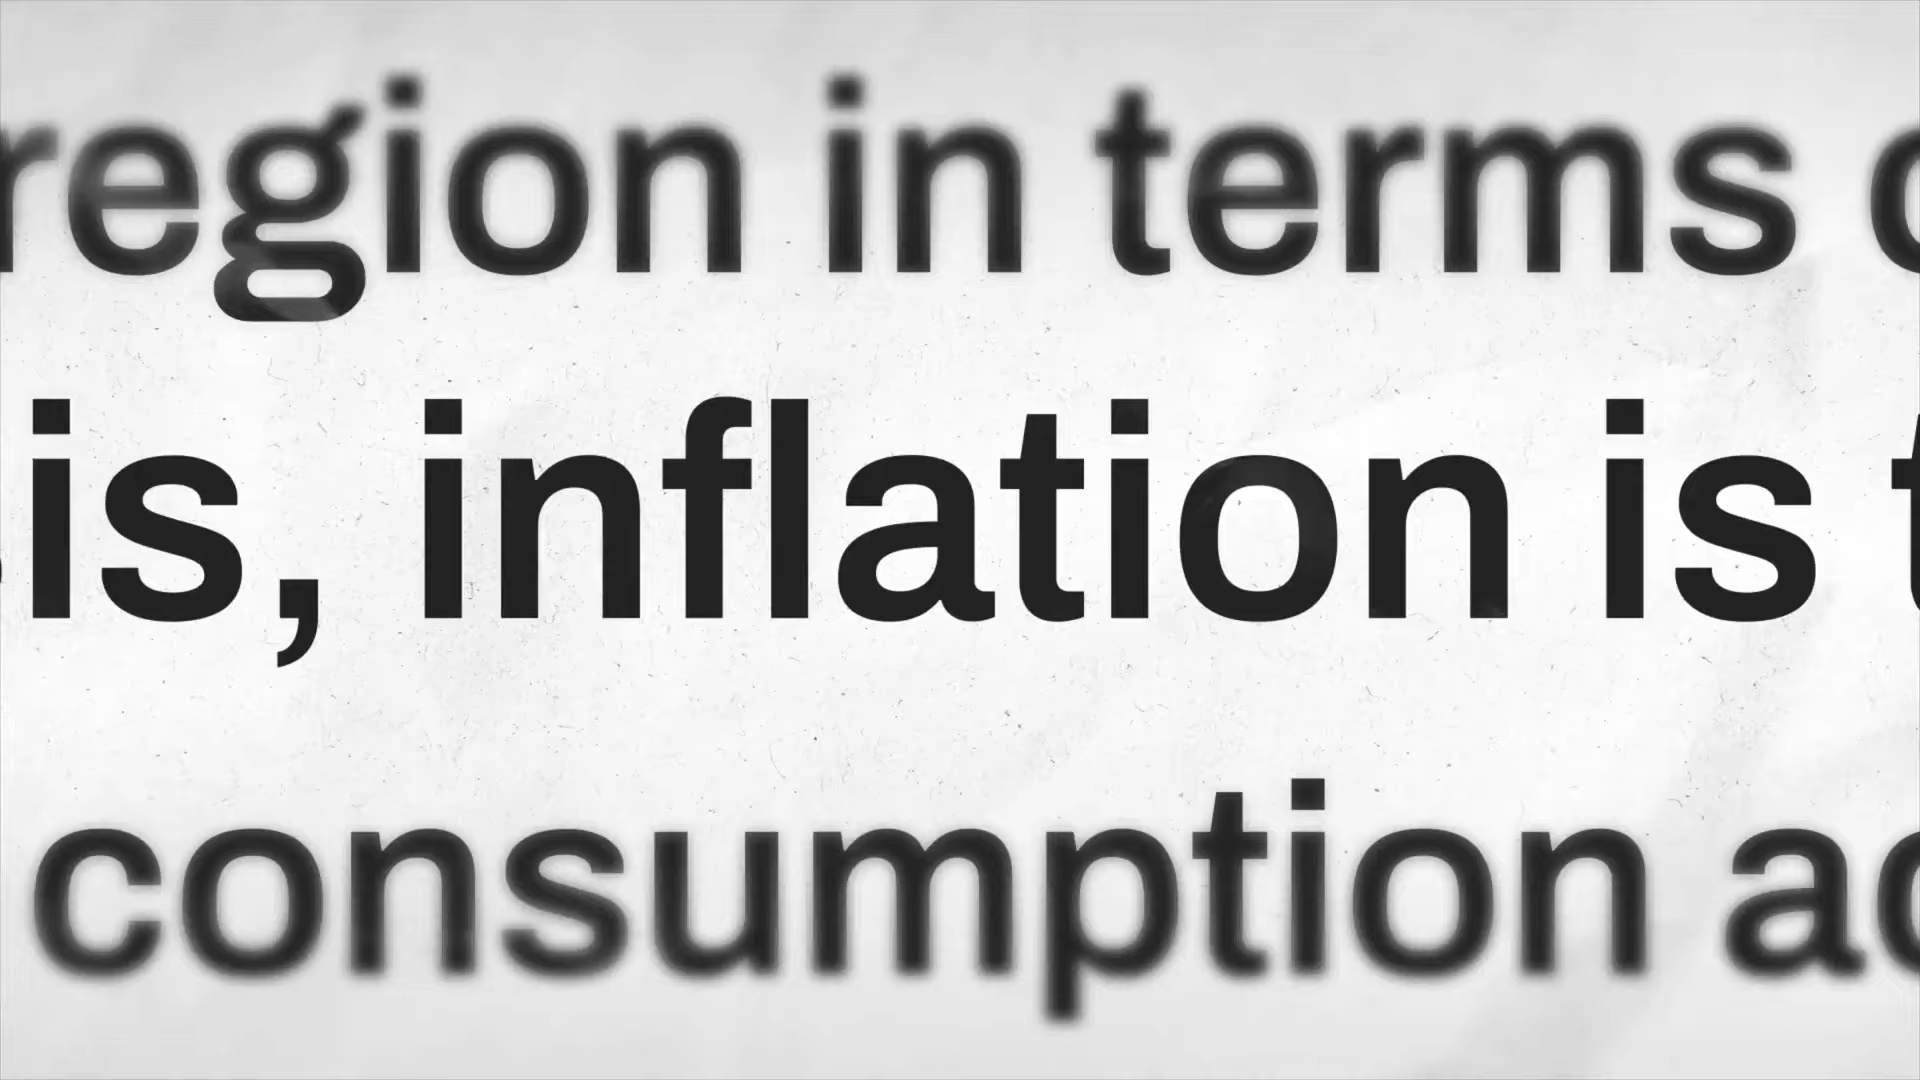 region in terms
is, inflation is
consumption